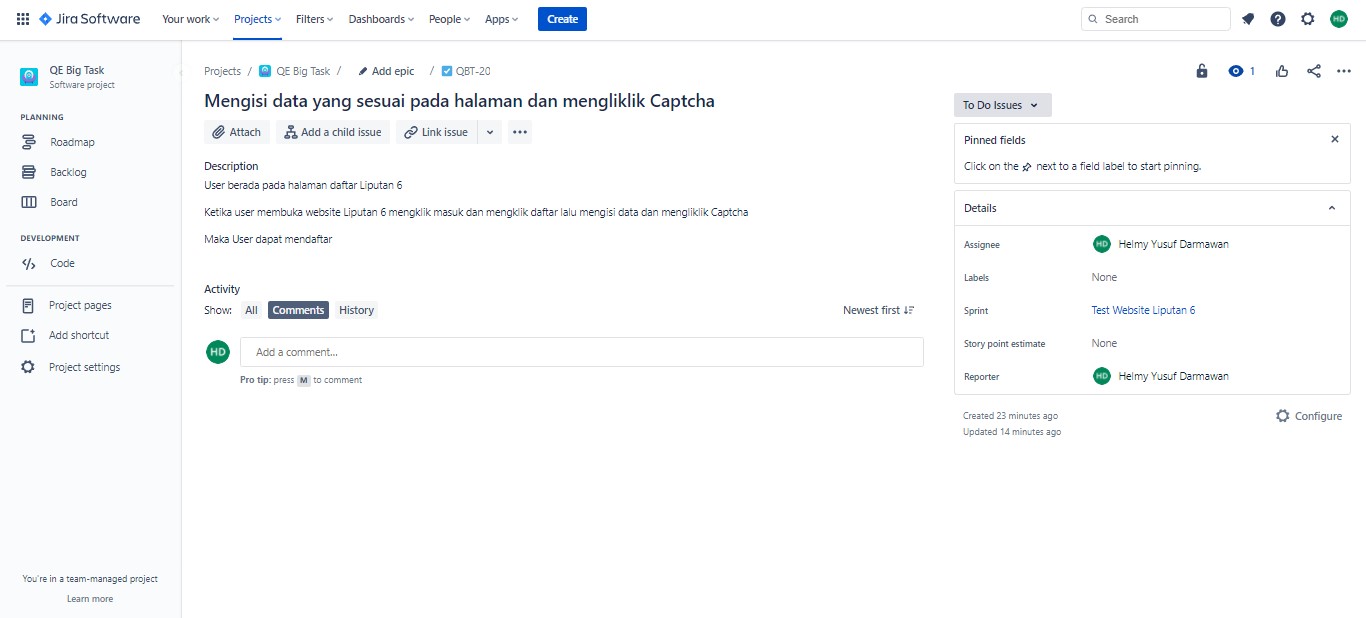 Jira Software Your work Projects Filters Dashboards People Apps Create Search HD
QE Big Task
Software project
PLANNING
Roadmap
Backlog
Board
DEVELOPMENT
Code
Project pages
Add shortcut
Project settings
You're in a team-managed project
Learn more
Projects / QE Big Task / Add epic / QBT-20
1
Mengisi data yang sesuai pada halaman dan mengliklik Captcha
Attach Add a child issue Link issue
Description
User berada pada halaman daftar Liputan 6
Ketika user membuka website Liputan 6 mengklik masuk dan mengklik daftar lalu mengisi data dan mengliklik Captcha
Maka User dapat mendaftar
Activity
Show: All Comments History Newest first
HD Add a comment...
Pro tip: press M to comment
To Do Issues
Pinned fields
Click on the next to a field label to start pinning.
Details
Assignee HD Helmy Yusuf Darmawan
Labels None
Sprint Test Website Liputan 6
Story point estimate None
Reporter HD Helmy Yusuf Darmawan
Created 23 minutes ago Configure
Updated 14 minutes ago